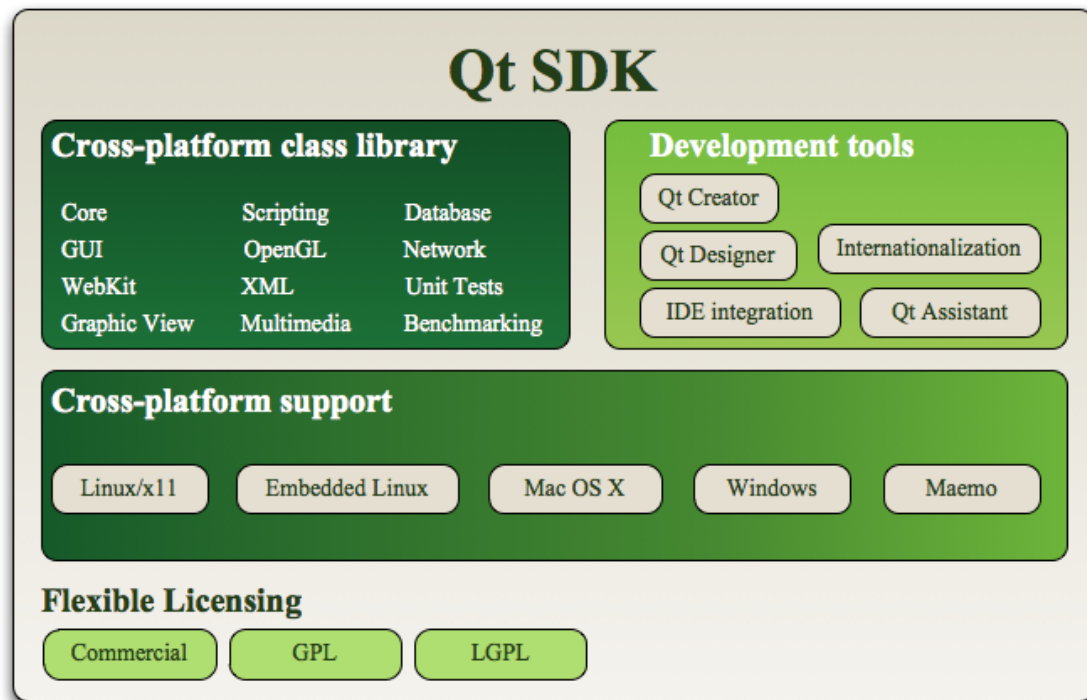 Qt SDK
Cross-platform class library
Core Scripting Database
GUI OpenGL Network
WebKit XML Unit Tests
Graphic View Multimedia Benchmarking
Development tools
Qt Creator
Qt Designer
Internationalization
IDE integration
Qt Assistant
Cross-platform support
Linux/x11 Embedded Linux Mac OS X Windows Maemo
Flexible Licensing
Commercial GPL LGPL